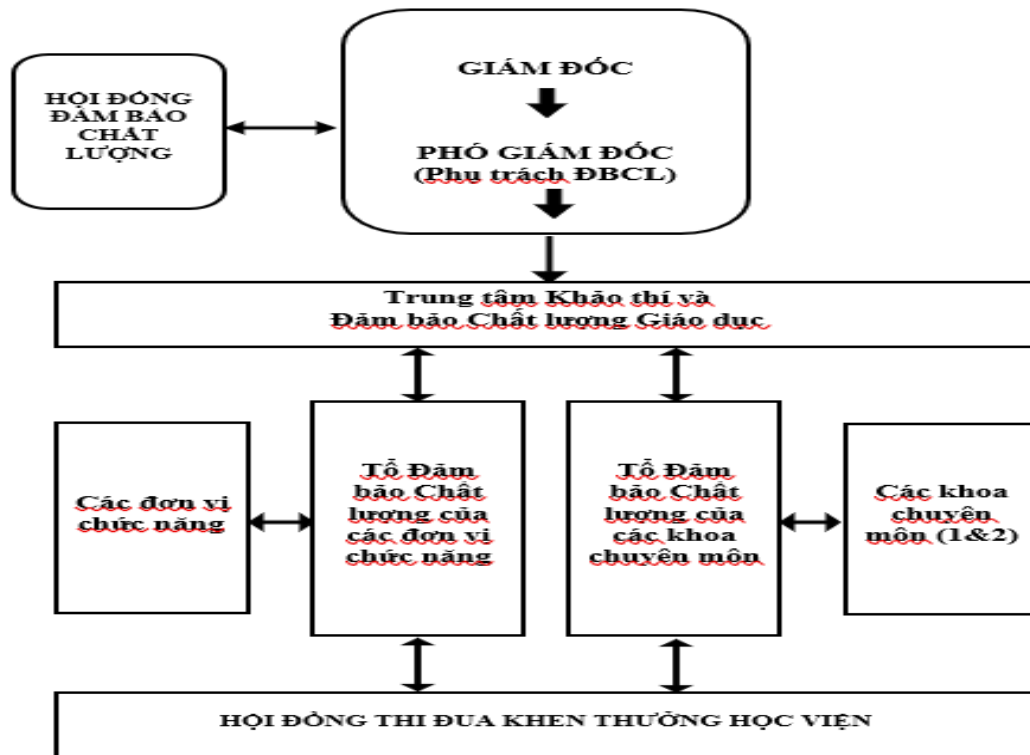 HỘI ĐỒNG
ĐẢM BẢO
CHẤT
LƯỢNG
GIÁM ĐỐC
PHÓ GIÁM ĐỐC
(Phụ trách ĐBCL)
Trung tâm Khảo thí và
Đảm bảo Chất lượng Giáo dục
Các đơn vị
chức năng
Tổ Đảm
bảo Chất
lượng của
các đơn vị
chức năng
Tổ Đảm
bảo Chất
lượng của
các khoa
chuyên môn
Các khoa
chuyên
môn (1&2)
HỘI ĐỒNG THI ĐUA KHEN THƯỞNG HỌC VIỆN